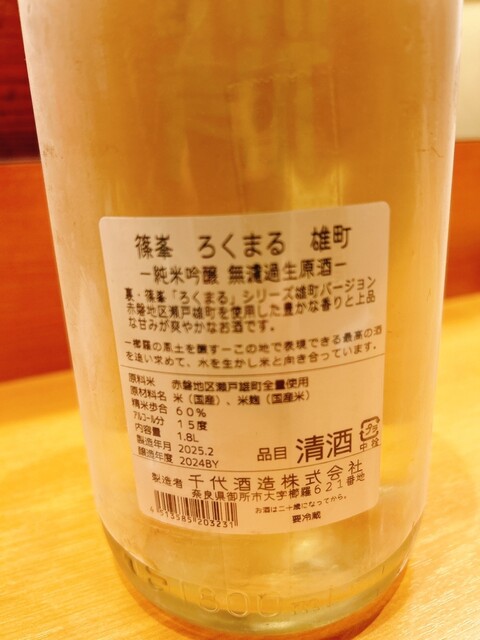 篠峯 ろくまる 雄町
ー純米吟醸 無濾過生原酒ー
裏・篠峯「ろくまる」シリーズ雄町バージョン
赤磐地区瀬戸雄町を使用した豊かな香りと上品
な甘みが爽やかなお酒です。
ー櫛羅の風土を醸すーこの地で表現できる最高の酒
を追い求めて、水を生かし米と向き合っています。
原料米 赤磐地区瀬戸雄町全量使用
原材料名 米（国産）、米麹（国産米）
精米歩合 60％
アルコール分 15度
内容量 1.8L
製造年月 2025.2
醸造年度 2024BY
品目 清酒
中栓
製造者 千代酒造株式会社
奈良県御所市大字櫛羅621番地
お酒は二十歳になってから。
要冷蔵
4 513585 203231